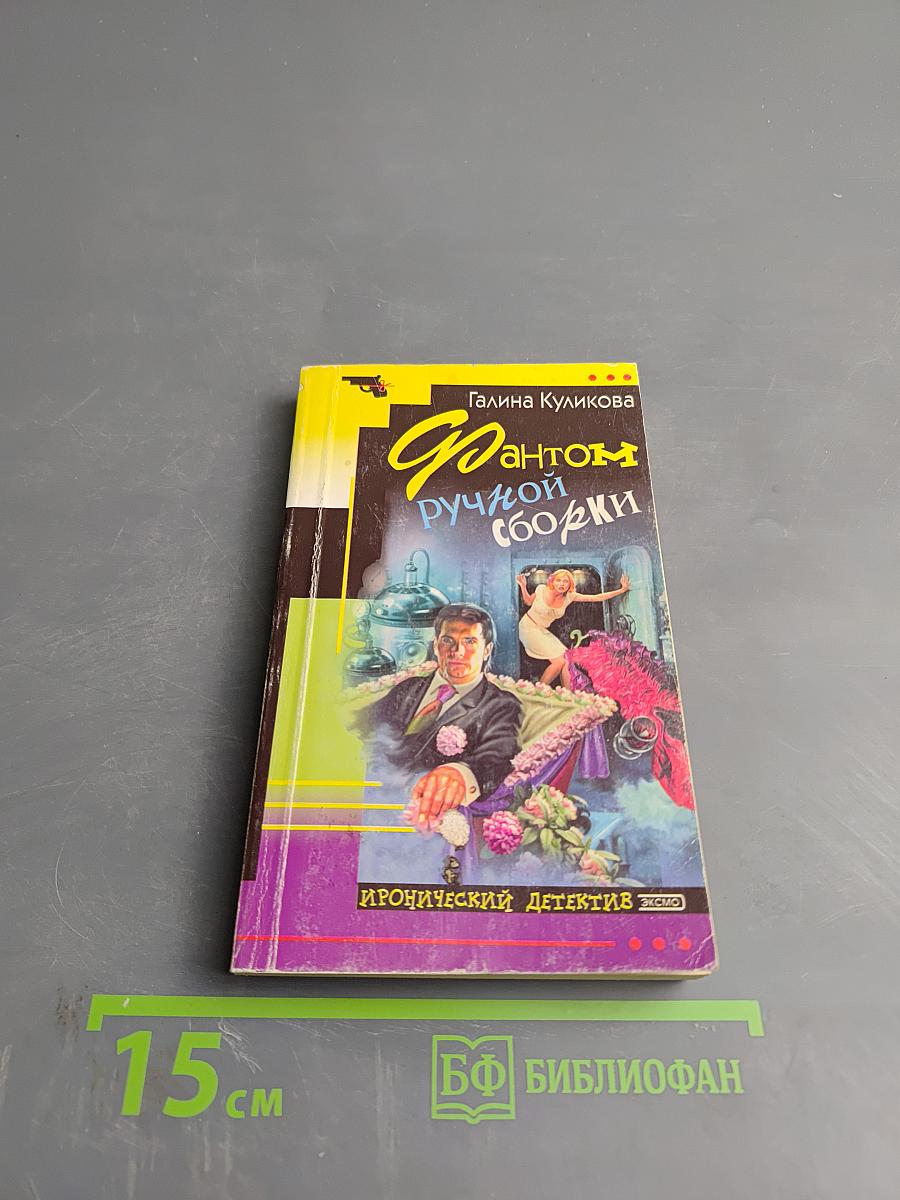 Галина Куликова
Фантом
ручной
сборки
ИРОНИЧЕСКИЙ ДЕТЕКТИВ ЭКСМО
15 см
БФ БИБЛИОФАН